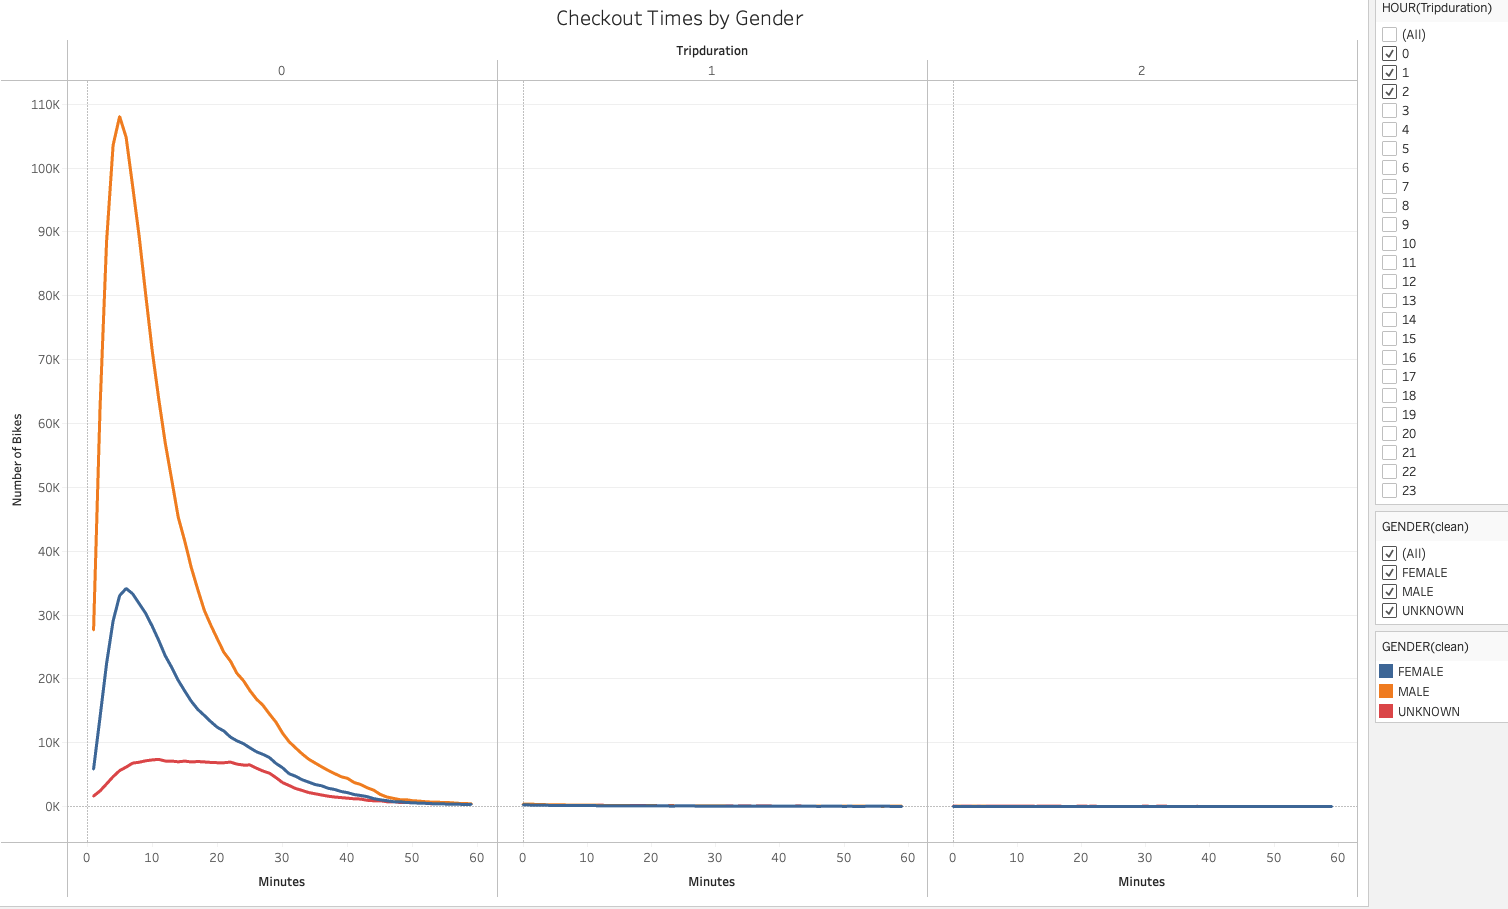 Checkout Times by Gender
Tripduration
0 1 2
110K
100K
90K
80K
70K
60K
50K
40K
30K
20K
10K
0K
Number of Bikes
0 10 20 30 40 50 60 0 10 20 30 40 50 60 0 10 20 30 40 50 60
Minutes Minutes Minutes
HOUR(Tripduration)
(All)
0
1
2
3
4
5
6
7
8
9
10
11
12
13
14
15
16
17
18
19
20
21
22
23
GENDER(clean)
(All)
FEMALE
MALE
UNKNOWN
GENDER(clean)
FEMALE
MALE
UNKNOWN